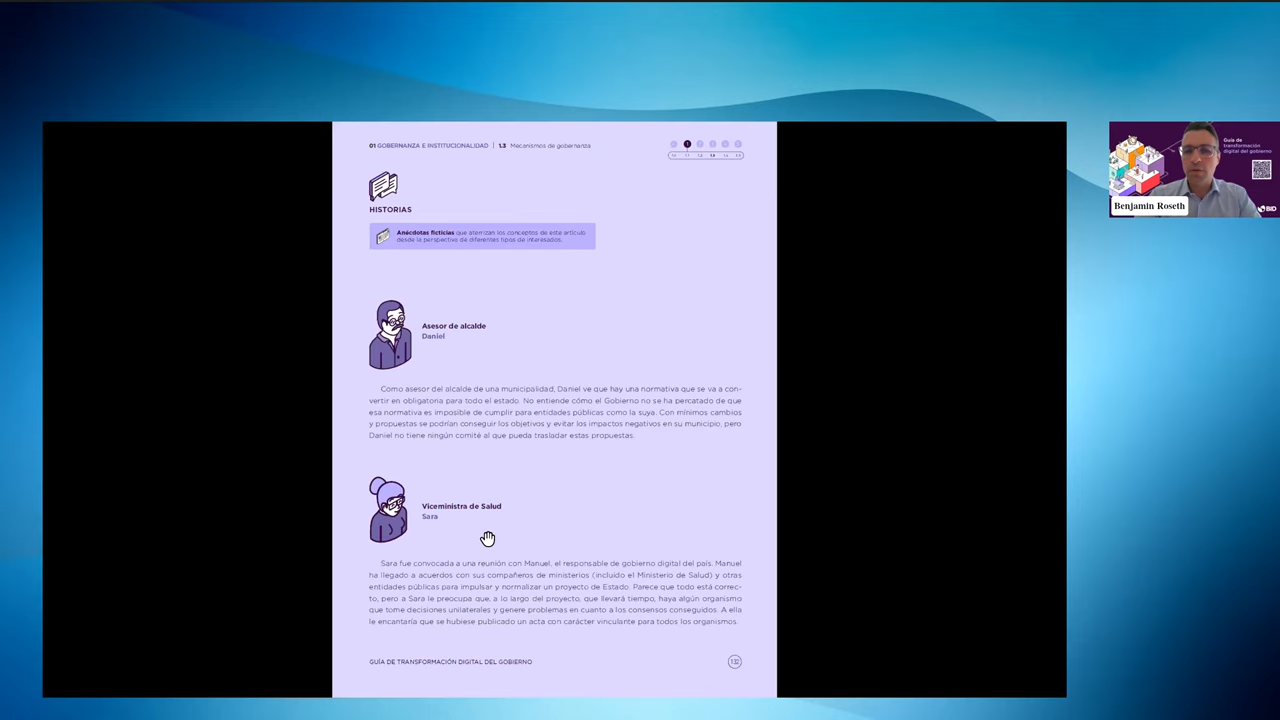 01 GOBERNANZA E INSTITUCIONALIDAD | 1.3 Mecanismos de gobernanza
HISTORIAS
Anécdotas ficticias que aterrizan los conceptos de este artículo
desde la perspectiva de diferentes tipos de interesados.
Asesor de alcalde
Daniel
Como asesor del alcalde de una municipalidad, Daniel ve que hay una normativa que se va a con-
vertir en obligatoria para todo el estado. No entiende cómo el Gobierno no se ha percatado de que
esa normativa es imposible de cumplir para entidades públicas como la suya. Con mínimos cambios
y propuestas se podrían conseguir los objetivos y evitar los impactos negativos en su municipio, pero
Daniel no tiene ningún comité al que pueda trasladar estas propuestas.
Viceministra de Salud
Sara
Sara fue convocada a una reunión con Manuel, el responsable de gobierno digital del país. Manuel
ha llegado a acuerdos con sus compañeros de ministerios (incluido el Ministerio de Salud) y otras
entidades públicas para impulsar y normalizar un proyecto de Estado. Parece que todo está correc-
to, pero a Sara le preocupa que, a lo largo del proyecto, que llevará tiempo, haya algún organismo
que tome decisiones unilaterales y genere problemas en cuanto a los consensos conseguidos. A ella
le encantaría que se hubiese publicado un acta con carácter vinculante para todos los organismos.
GUÍA DE TRANSFORMACIÓN DIGITAL DEL GOBIERNO
132
Guía de
transformación
digital del gobierno
Benjamin Roseth
BID